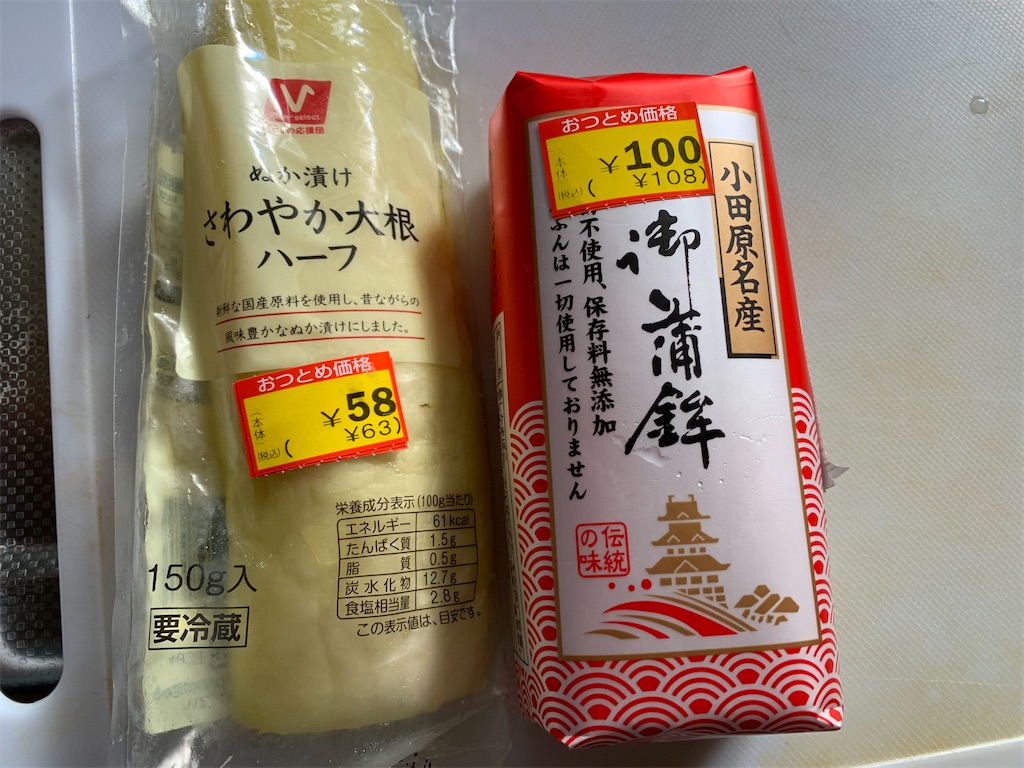 V
select
応援団
ぬか漬け
さわやか大根
ハーフ
新鮮な国産原料を使用し、昔ながらの
風味豊かなぬか漬けにしました。
おつとめ価格
(本体)
¥58
(税込)
(¥63)
栄養成分表示(100g当たり)
エネルギー 61kcal
たんぱく質 1.5g
脂質 0.5g
炭水化物 12.7g
食塩相当量 2.8g
この表示値は、目安です。
150g入
要冷蔵
おつとめ価格
(本体)
¥100
(税込)
(¥108)
小田原名産
御蒲鉾
不使用、保存料無添加
ふんは一切使用しておりません
伝統の味